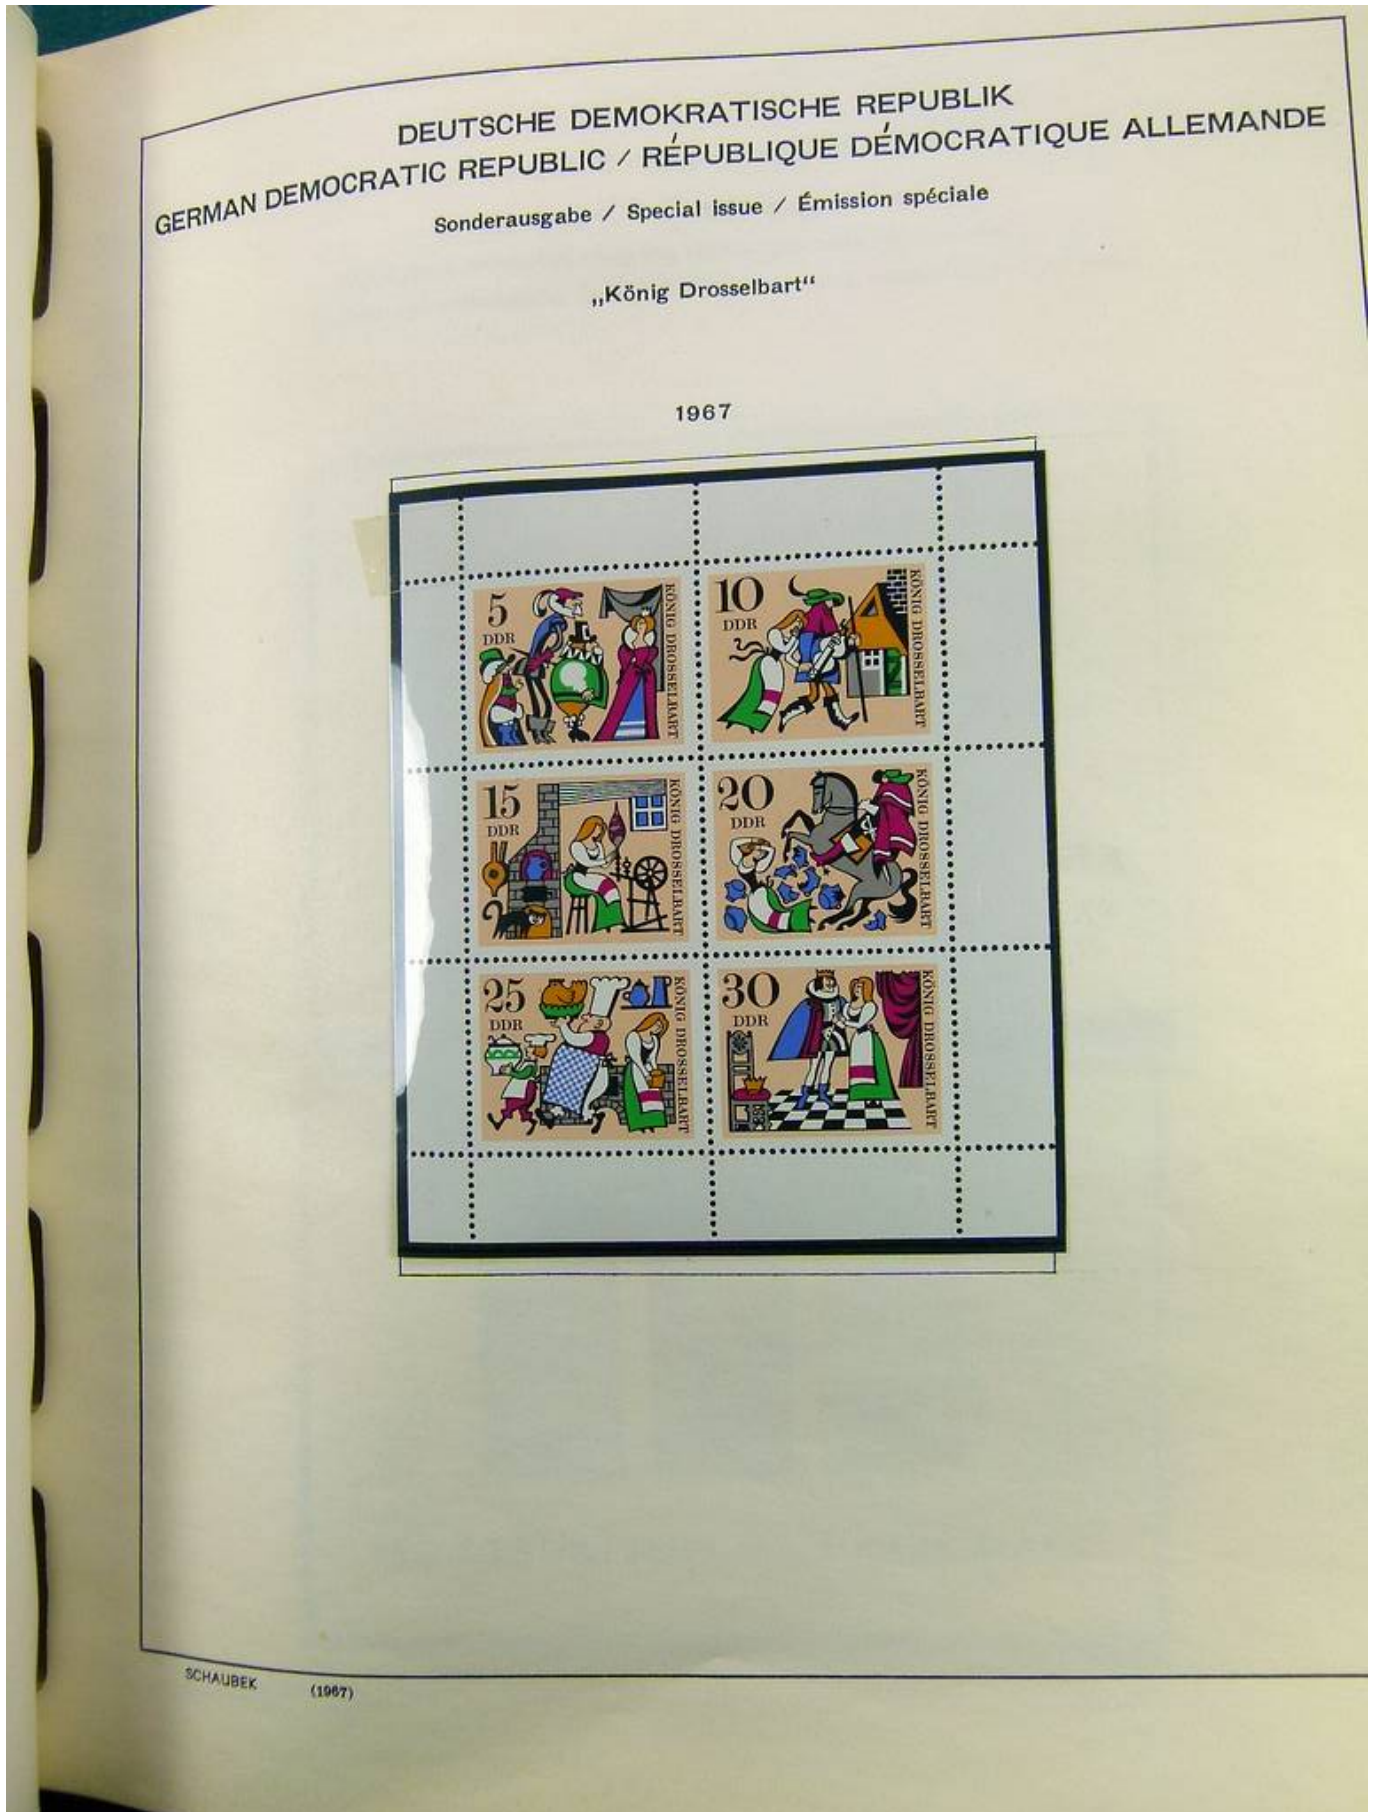 DEUTSCHE DEMOKRATISCHE REPUBLIK
GERMAN DEMOCRATIC REPUBLIC / RÉPUBLIQUE DÉMOCRATIQUE ALLEMANDE
Sonderausgabe / Special issue / Émission spéciale
„König Drosselbart“
1967
5
DDR
KÖNIG DROSSELBART
10
DDR
KÖNIG DROSSELBART
15
DDR
KÖNIG DROSSELBART
20
DDR
KÖNIG DROSSELBART
25
DDR
KÖNIG DROSSELBART
30
DDR
KÖNIG DROSSELBART
SCHAUBEK (1967)